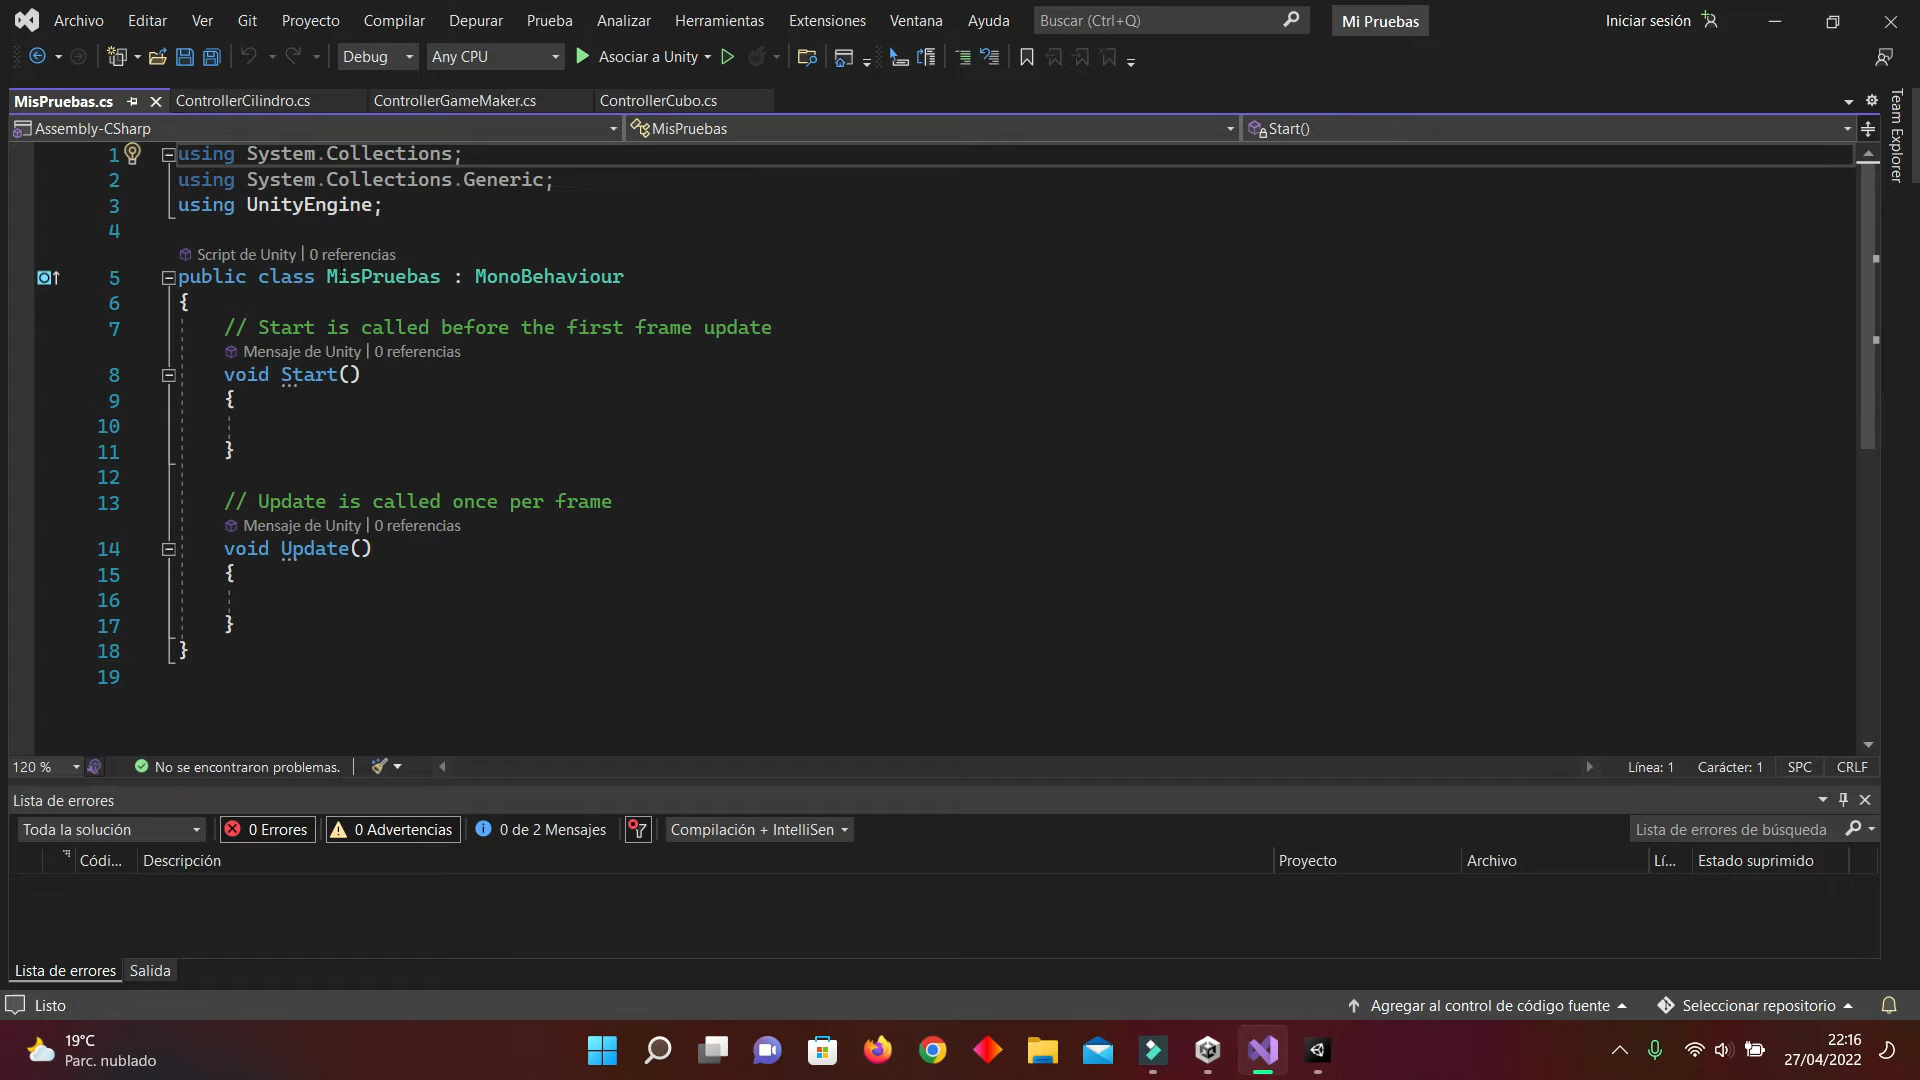 Archivo Editar Ver Git Proyecto Compilar Depurar Prueba Analizar Herramientas Extensiones Ventana Ayuda Buscar (Ctrl+Q) Mi Pruebas Iniciar sesión
Debug Any CPU Asociar a Unity
MisPruebas.cs ControllerCilindro.cs ControllerGameMaker.cs ControllerCubo.cs
Assembly-CSharp MisPruebas Start()
Team Explorer
1 using System.Collections;
2 using System.Collections.Generic;
3 using UnityEngine;
4
Script de Unity | 0 referencias
5 public class MisPruebas : MonoBehaviour
6 {
7 // Start is called before the first frame update
Mensaje de Unity | 0 referencias
8 void Start()
9 {
10
11 }
12
13 // Update is called once per frame
Mensaje de Unity | 0 referencias
14 void Update()
15 {
16
17 }
18 }
19
120 % No se encontraron problemas. Línea: 1 Carácter: 1 SPC CRLF
Lista de errores
Toda la solución 0 Errores 0 Advertencias 0 de 2 Mensajes Compilación + IntelliSen Lista de errores de búsqueda
Códi... Descripción Proyecto Archivo Lí... Estado suprimido
Lista de errores Salida
Listo Agregar al control de código fuente Seleccionar repositorio
19°C
Parc. nublado
22:16
27/04/2022